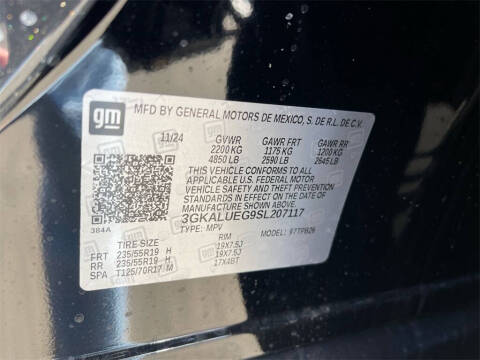 gm
MFD BY GENERAL MOTORS DE MEXICO, S. DE R.L. DE C.V.
11/24 GVWR GAWR FRT GAWR RR
2200 KG 1175 KG 1200 KG
4850 LB 2590 LB 2645 LB
THIS VEHICLE CONFORMS TO ALL
APPLICABLE U.S. FEDERAL MOTOR
VEHICLE SAFETY AND THEFT PREVENTION
STANDARDS IN EFFECT ON THE DATE OF
MANUFACTURE SHOWN ABOVE.
3GKALUEG9SL207117
384A TYPE: MPV 97TPB26
TIRE SIZE RIM
FRT 235/55R19 H 19X7.5J
RR 235/55R19 H 19X7.5J
SPA T125/70R17 M 17X4BT